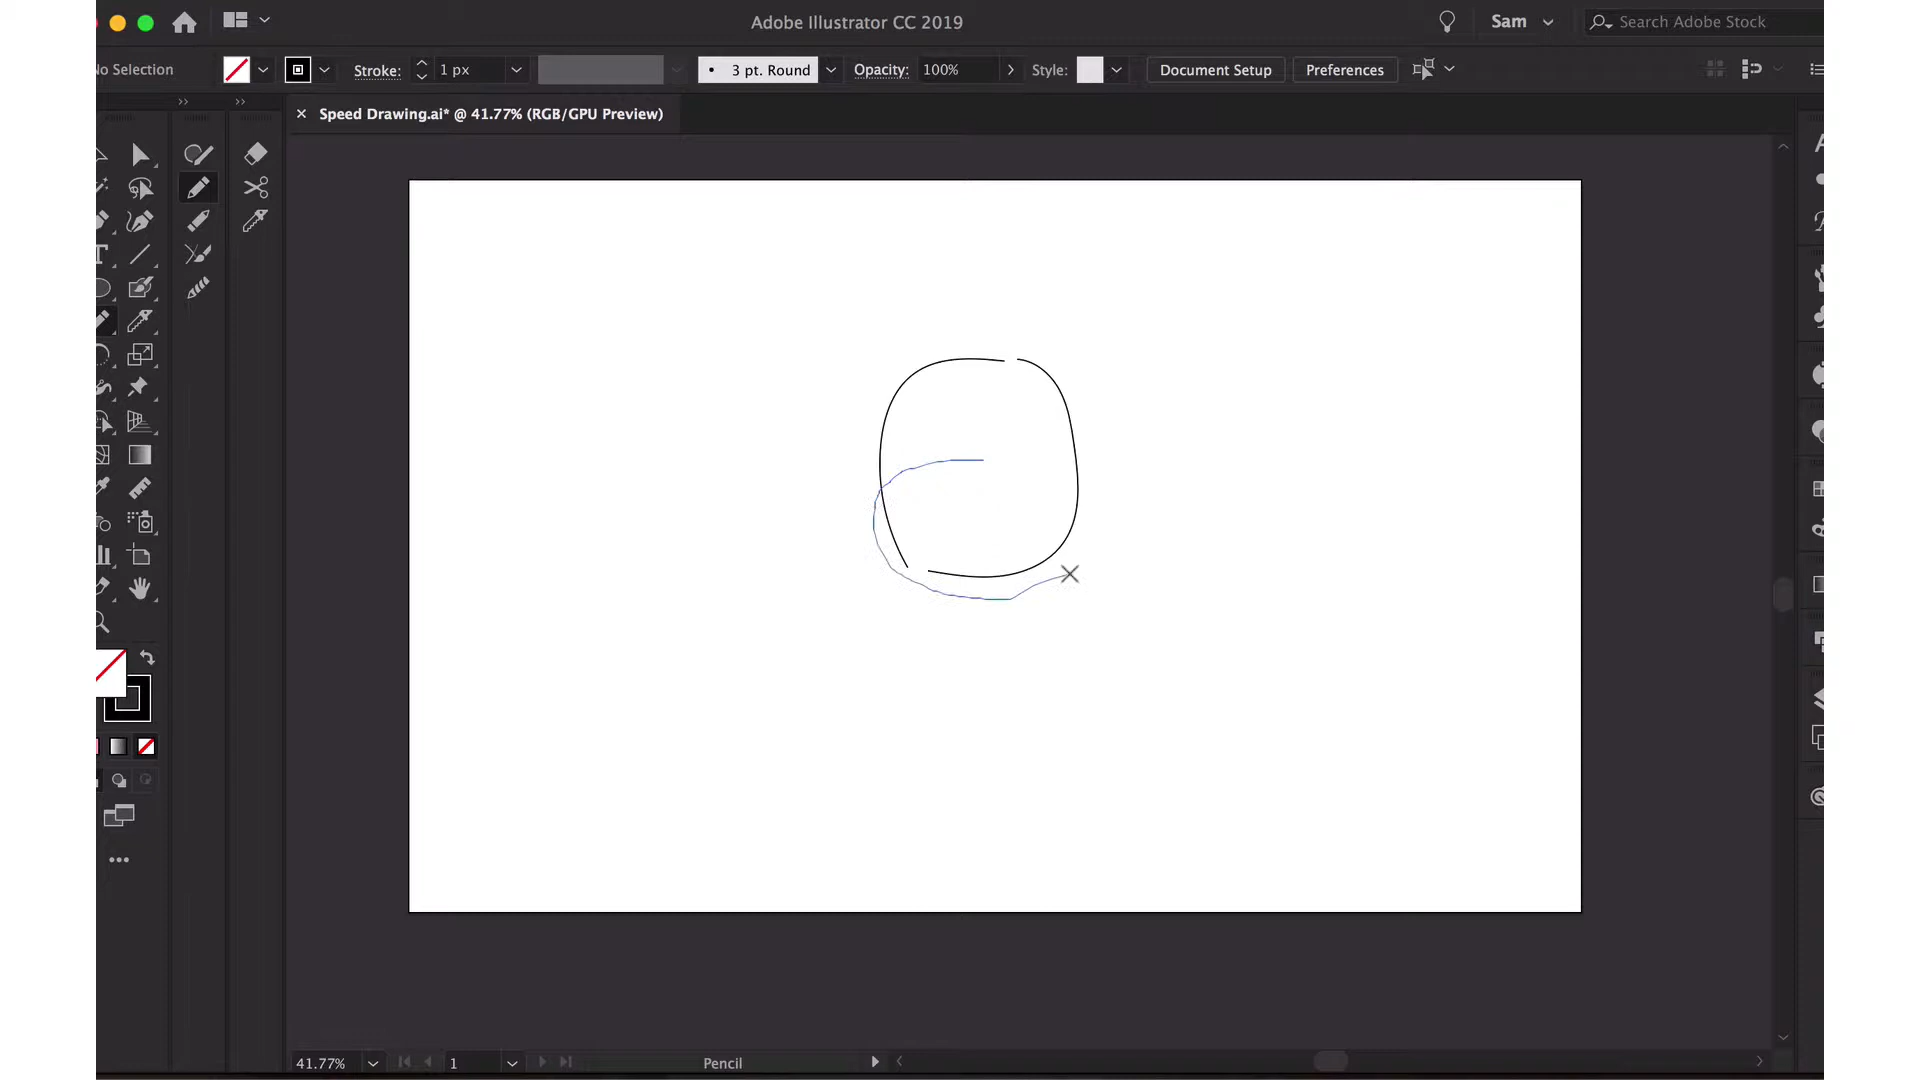 Adobe Illustrator CC 2019
Sam
Search Adobe Stock
No Selection
Stroke:
1 px
3 pt. Round
Opacity:
100%
Style:
Document Setup
Preferences
Speed Drawing.ai* @ 41.77% (RGB/GPU Preview)
41.77%
1
Pencil